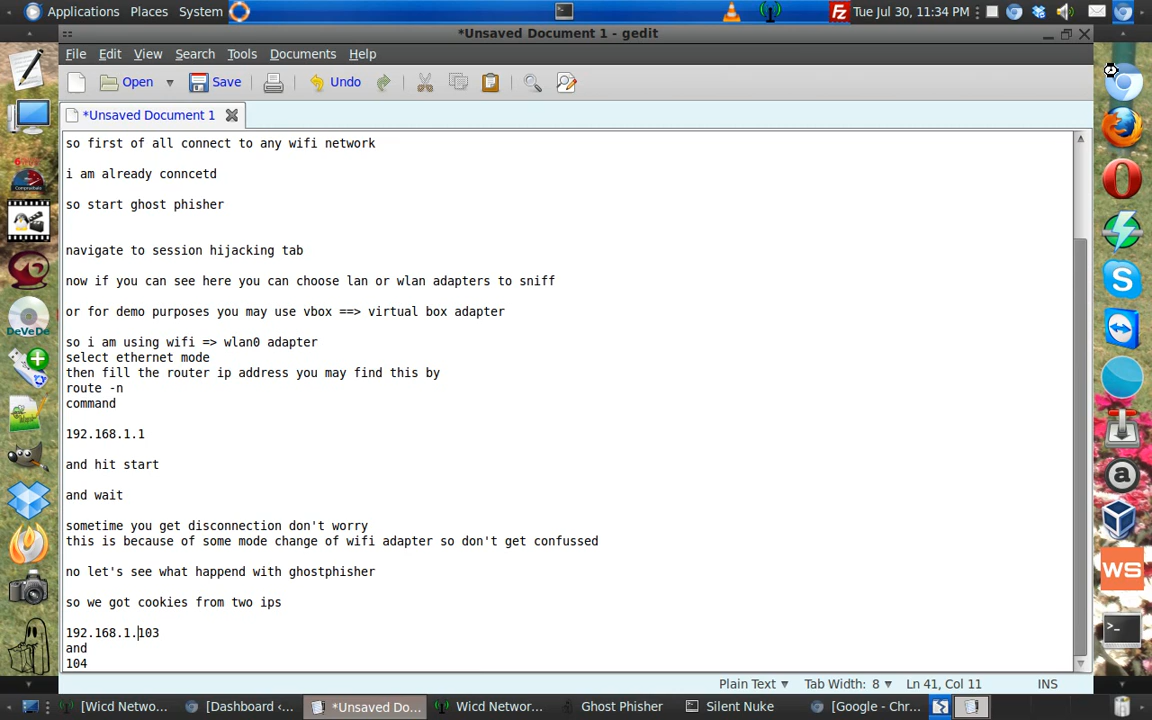 Applications Places System Tue Jul 30, 11:34 PM
*Unsaved Document 1 - gedit
File Edit View Search Tools Documents Help
Open Save Undo
*Unsaved Document 1
so first of all connect to any wifi network
i am already conncetd
so start ghost phisher
navigate to session hijacking tab
now if you can see here you can choose lan or wlan adapters to sniff
or for demo purposes you may use vbox ==> virtual box adapter
so i am using wifi => wlan0 adapter
select ethernet mode
then fill the router ip address you may find this by
route -n
command
192.168.1.1
and hit start
and wait
sometime you get disconnection don't worry
this is because of some mode change of wifi adapter so don't get confussed
no let's see what happend with ghostphisher
so we got cookies from two ips
192.168.1.103
and
104
DeVeDe
WS
Plain Text Tab Width: 8 Ln 41, Col 11 INS
[Wicd Netwo... [Dashboard ‹... *Unsaved Do... Wicd Networ... Ghost Phisher Silent Nuke [Google - Chr...